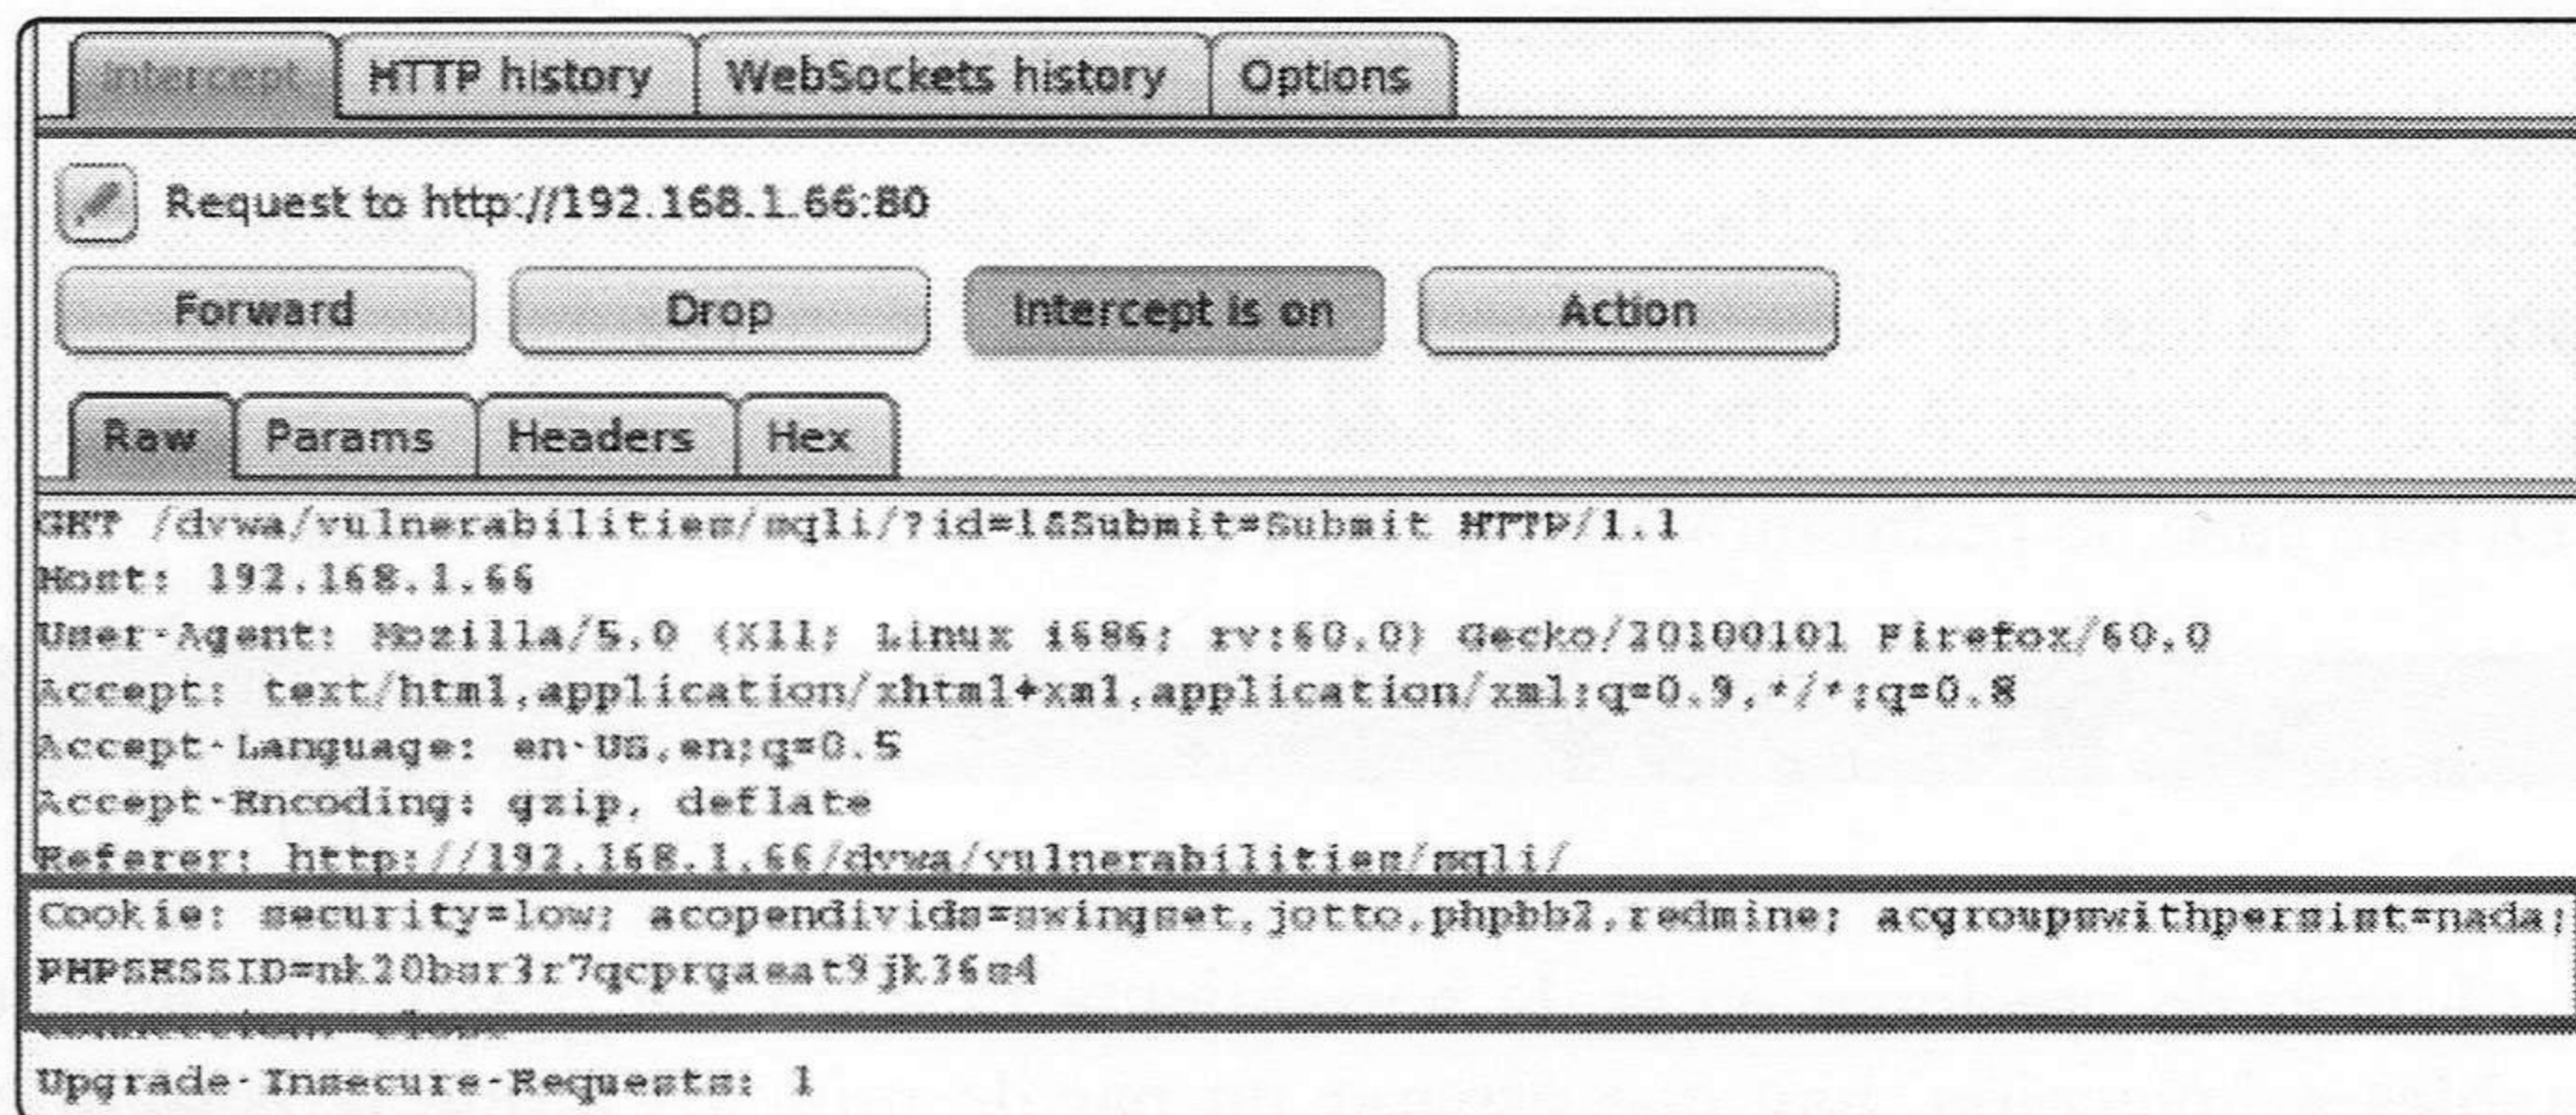 Intercept HTTP history WebSockets history Options
Request to http://192.168.1.66:80
Forward Drop Intercept is on Action
Raw Params Headers Hex
GET /dvwa/vulnerabilities/sqli/?id=1&Submit=Submit HTTP/1.1
Host: 192.168.1.66
User-Agent: Mozilla/5.0 (X11; Linux i686; rv:60.0) Gecko/20100101 Firefox/60.0
Accept: text/html,application/xhtml+xml,application/xml;q=0.9,*/*;q=0.8
Accept-Language: en-US,en;q=0.5
Accept-Encoding: gzip, deflate
Referer: http://192.168.1.66/dvwa/vulnerabilities/sqli/
Cookie: security=low; acopendivids=swingset,jotto,phpbb2,redmine; acgroupswithpersist=nada;
Upgrade-Insecure-Requests: 1